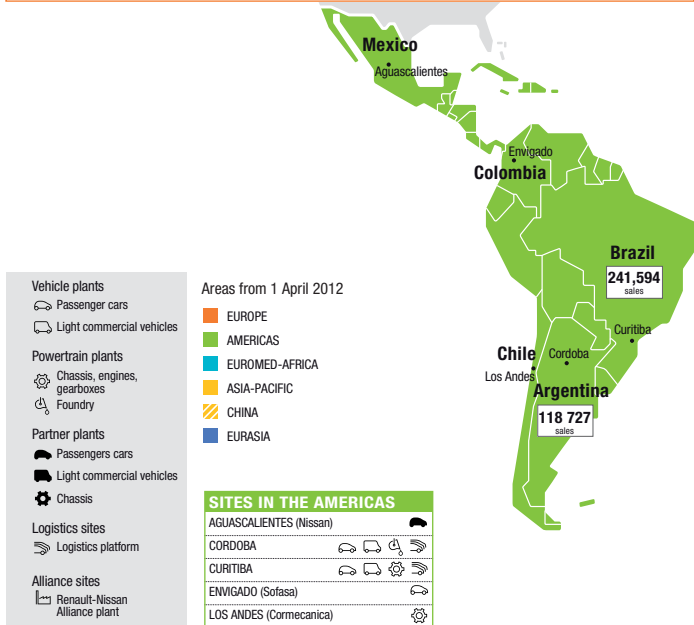 Mexico
Aguascalientes
Envigado
Colombia
Brazil
241,594
sales
Curitiba
Chile
Cordoba
Los Andes
Argentina
118 727
sales
Vehicle plants
Passenger cars
Light commercial vehicles
Powertrain plants
Chassis, engines,
gearboxes
Foundry
Partner plants
Passengers cars
Light commercial vehicles
Chassis
Logistics sites
Logistics platform
Alliance sites
Renault-Nissan
Alliance plant
Areas from 1 April 2012
EUROPE
AMERICAS
EUROMED-AFRICA
ASIA-PACIFIC
CHINA
EURASIA
SITES IN THE AMERICAS
AGUASCALIENTES (Nissan)
CORDOBA
CURITIBA
ENVIGADO (Sofasa)
LOS ANDES (Cormecanica)